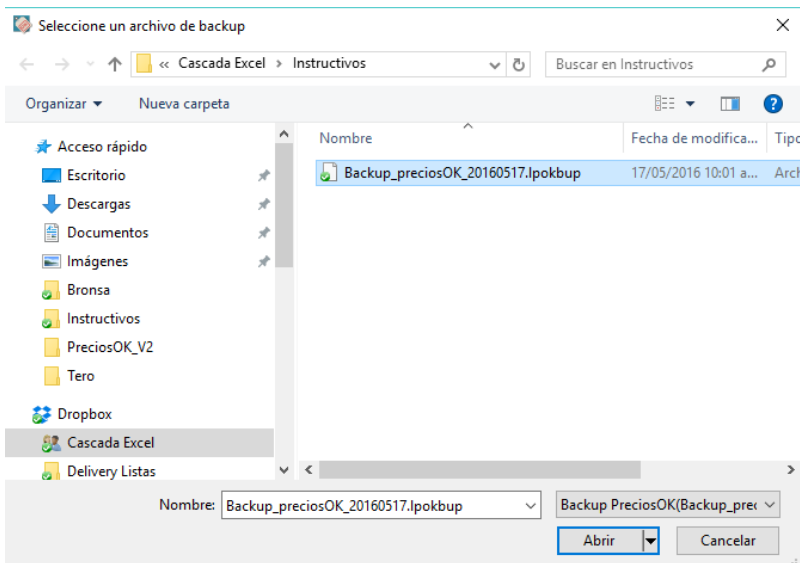 Seleccione un archivo de backup
« Cascada Excel › Instructivos
Buscar en Instructivos
Organizar
Nueva carpeta
?
Nombre
Fecha de modifica...
Tipo
Acceso rápido
Backup_preciosOK_20160517.lpokbup
17/05/2016 10:01 a...
Arch
Escritorio
Descargas
Documentos
Imágenes
Bronsa
Instructivos
PreciosOK_V2
Tero
Dropbox
Cascada Excel
Delivery Listas
Nombre:
Backup_preciosOK_20160517.lpokbup
Backup PreciosOK(Backup_prec
Abrir
Cancelar